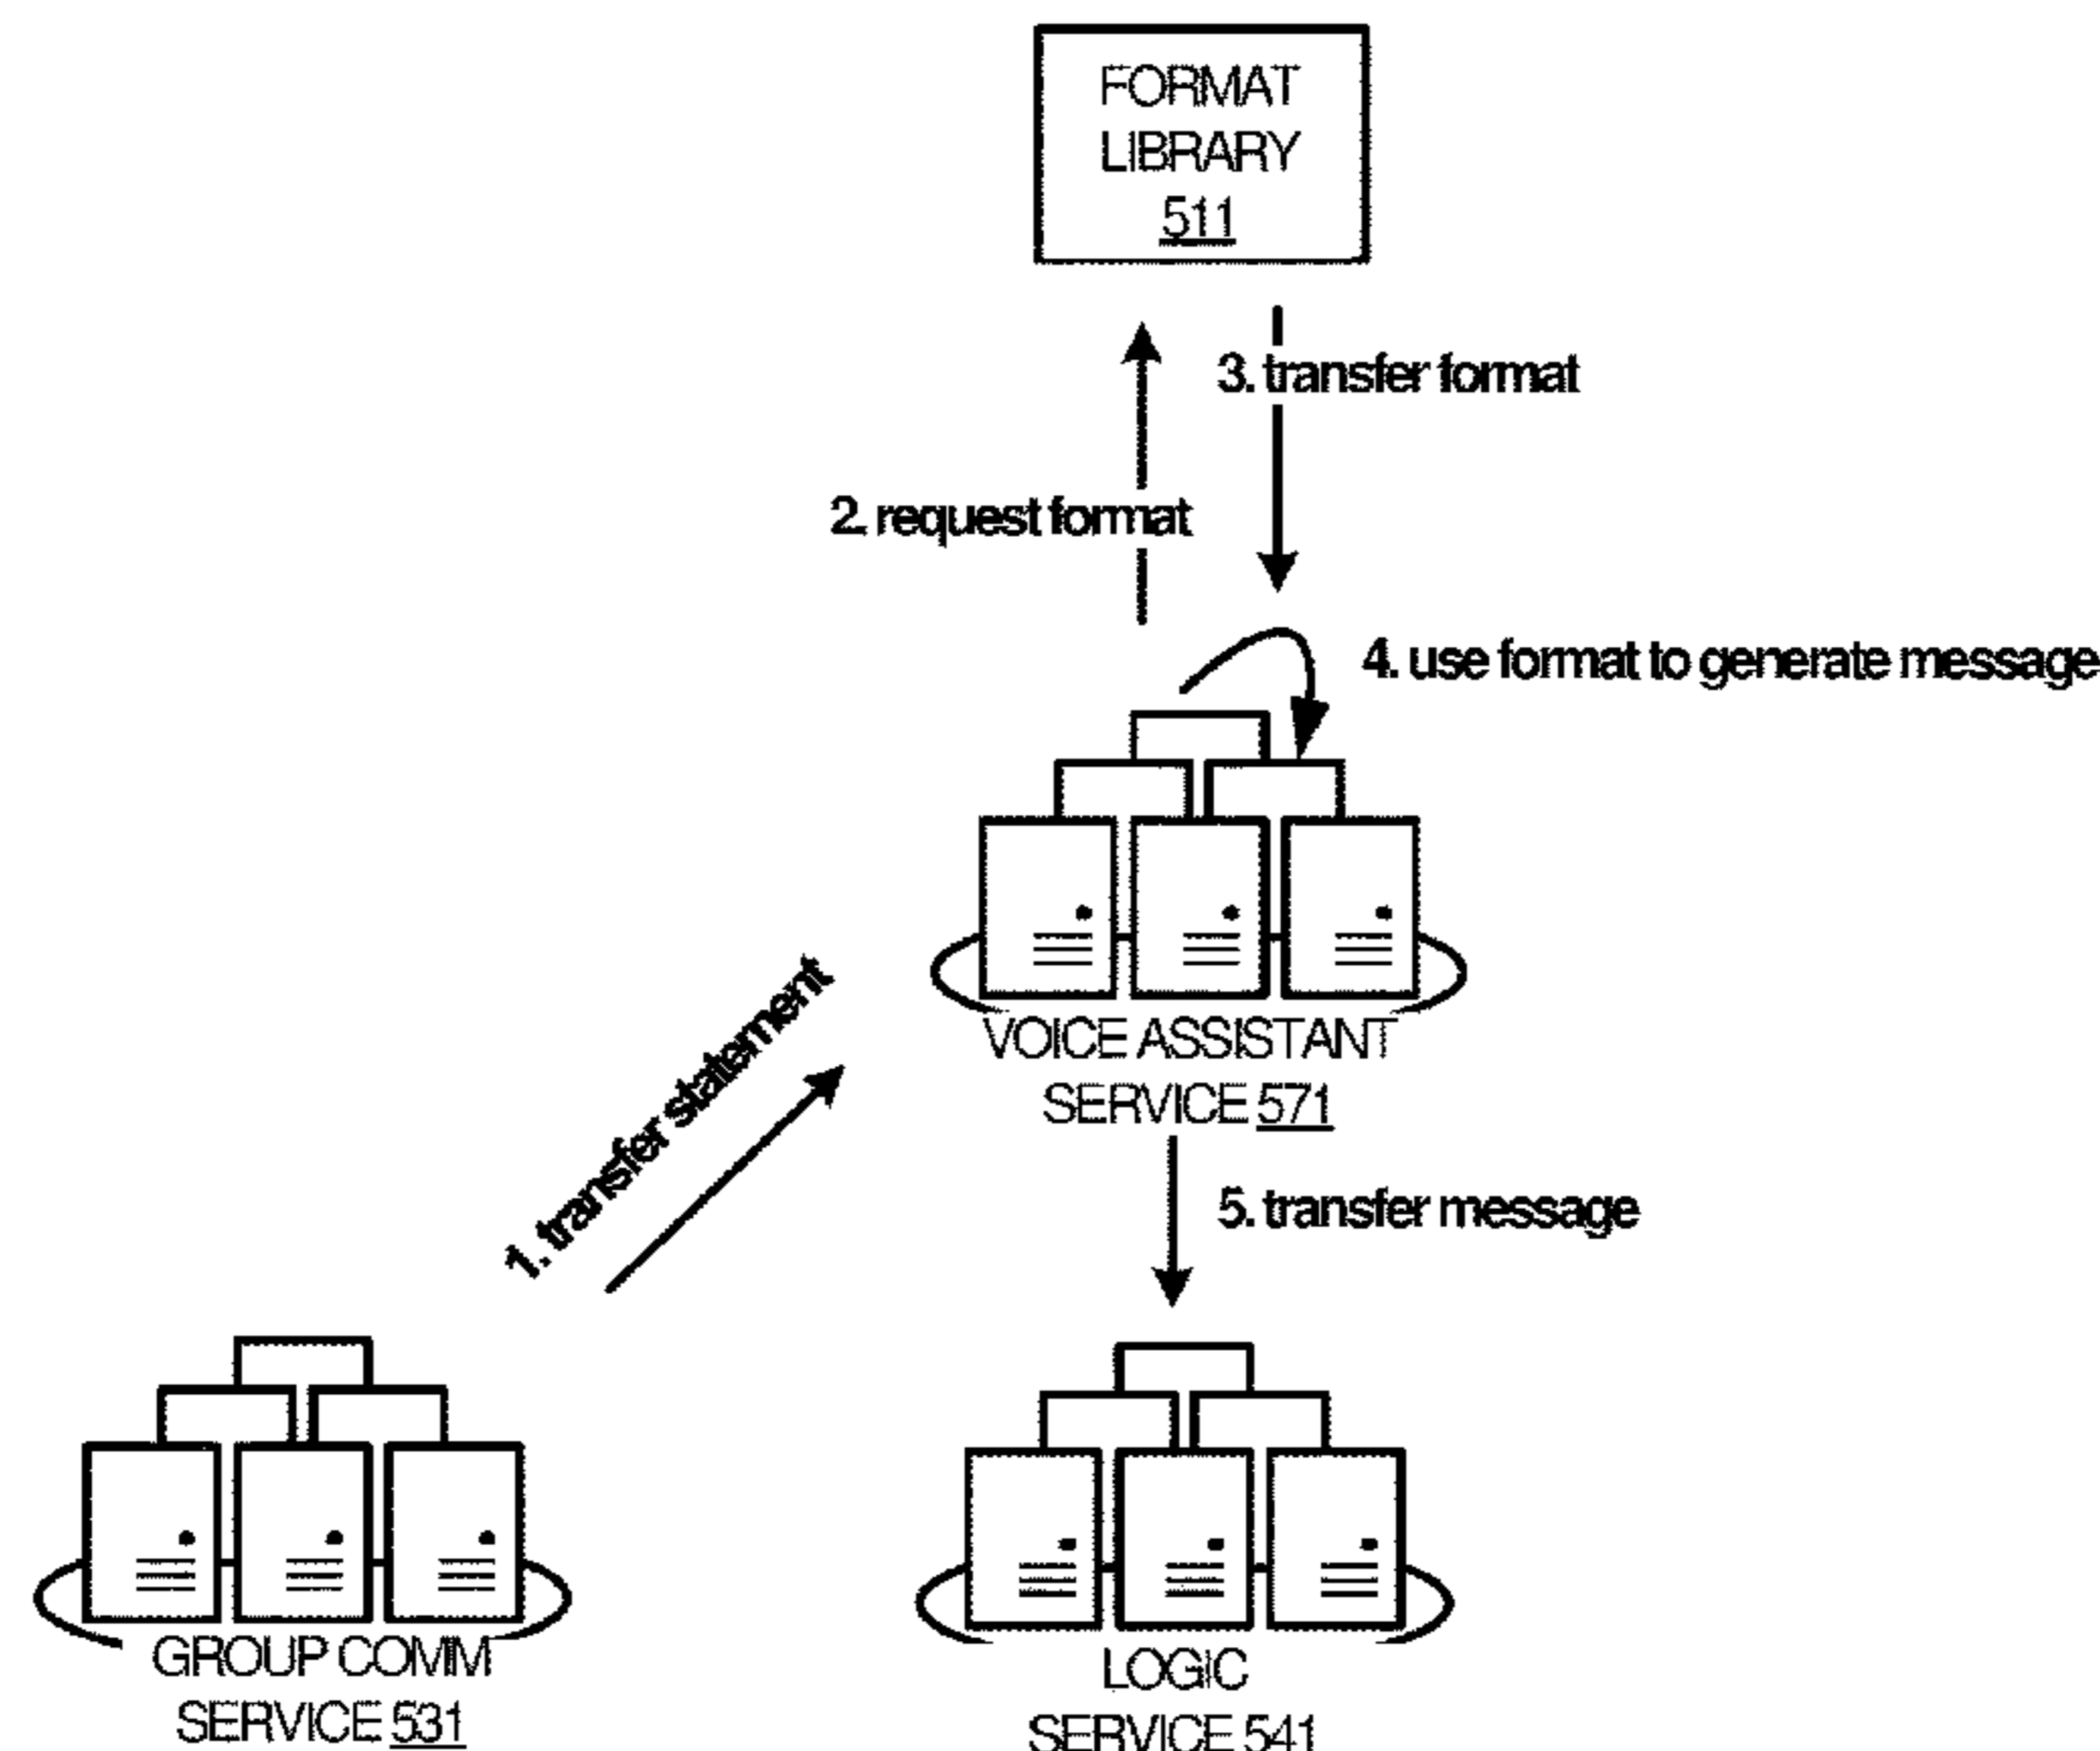 FORMAT
LIBRARY
511
3. transfer format
2. request format
4. use format to generate message
VOICE ASSISTANT
SERVICE 571
1. transfer statement
5. transfer message
GROUP COMM
SERVICE 531
LOGIC
SERVICE 541